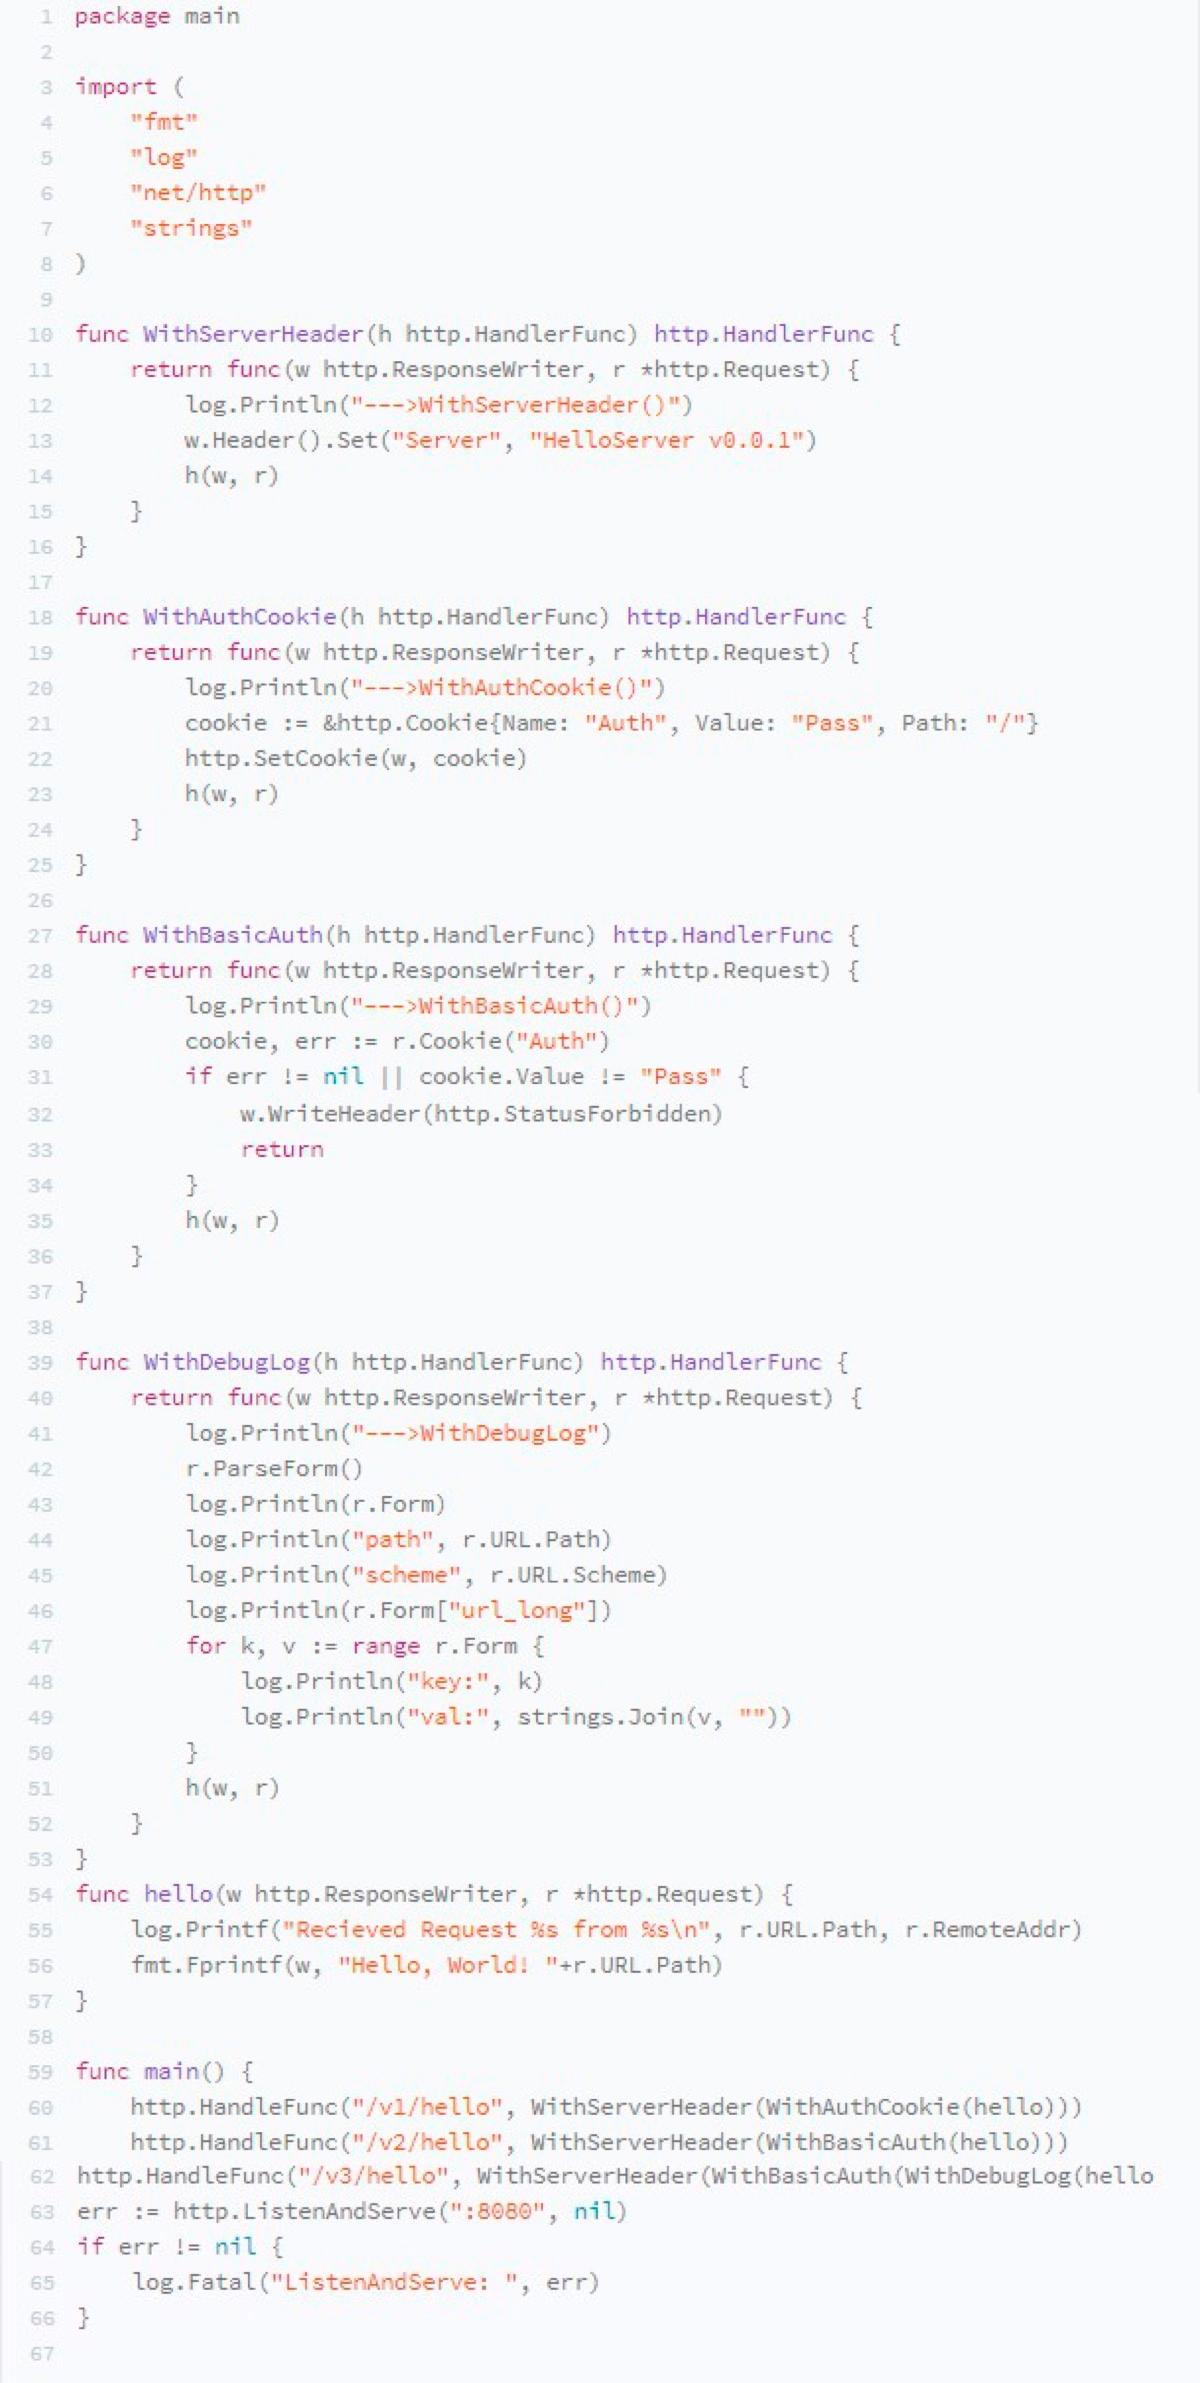 1 package main
2
3 import (
4     "fmt"
5     "log"
6     "net/http"
7     "strings"
8 )
9
10 func WithServerHeader(h http.HandlerFunc) http.HandlerFunc {
11     return func(w http.ResponseWriter, r *http.Request) {
12         log.Println("--->WithServerHeader()")
13         w.Header().Set("Server", "HelloServer v0.0.1")
14         h(w, r)
15     }
16 }
17
18 func WithAuthCookie(h http.HandlerFunc) http.HandlerFunc {
19     return func(w http.ResponseWriter, r *http.Request) {
20         log.Println("--->WithAuthCookie()")
21         cookie := &http.Cookie{Name: "Auth", Value: "Pass", Path: "/"}
22         http.SetCookie(w, cookie)
23         h(w, r)
24     }
25 }
26
27 func WithBasicAuth(h http.HandlerFunc) http.HandlerFunc {
28     return func(w http.ResponseWriter, r *http.Request) {
29         log.Println("--->WithBasicAuth()")
30         cookie, err := r.Cookie("Auth")
31         if err != nil || cookie.Value != "Pass" {
32             w.WriteHeader(http.StatusForbidden)
33             return
34         }
35         h(w, r)
36     }
37 }
38
39 func WithDebugLog(h http.HandlerFunc) http.HandlerFunc {
40     return func(w http.ResponseWriter, r *http.Request) {
41         log.Println("--->WithDebugLog")
42         r.ParseForm()
43         log.Println(r.Form)
44         log.Println("path", r.URL.Path)
45         log.Println("scheme", r.URL.Scheme)
46         log.Println(r.Form["url_long"])
47         for k, v := range r.Form {
48             log.Println("key:", k)
49             log.Println("val:", strings.Join(v, ""))
50         }
51         h(w, r)
52     }
53 }
54 func hello(w http.ResponseWriter, r *http.Request) {
55     log.Printf("Recieved Request %s from %s\n", r.URL.Path, r.RemoteAddr)
56     fmt.Fprintf(w, "Hello, World! "+r.URL.Path)
57 }
58
59 func main() {
60     http.HandleFunc("/v1/hello", WithServerHeader(WithAuthCookie(hello)))
61     http.HandleFunc("/v2/hello", WithServerHeader(WithBasicAuth(hello)))
62 http.HandleFunc("/v3/hello", WithServerHeader(WithBasicAuth(WithDebugLog(hello
63 err := http.ListenAndServe(":8080", nil)
64 if err != nil {
65     log.Fatal("ListenAndServe: ", err)
66 }
67